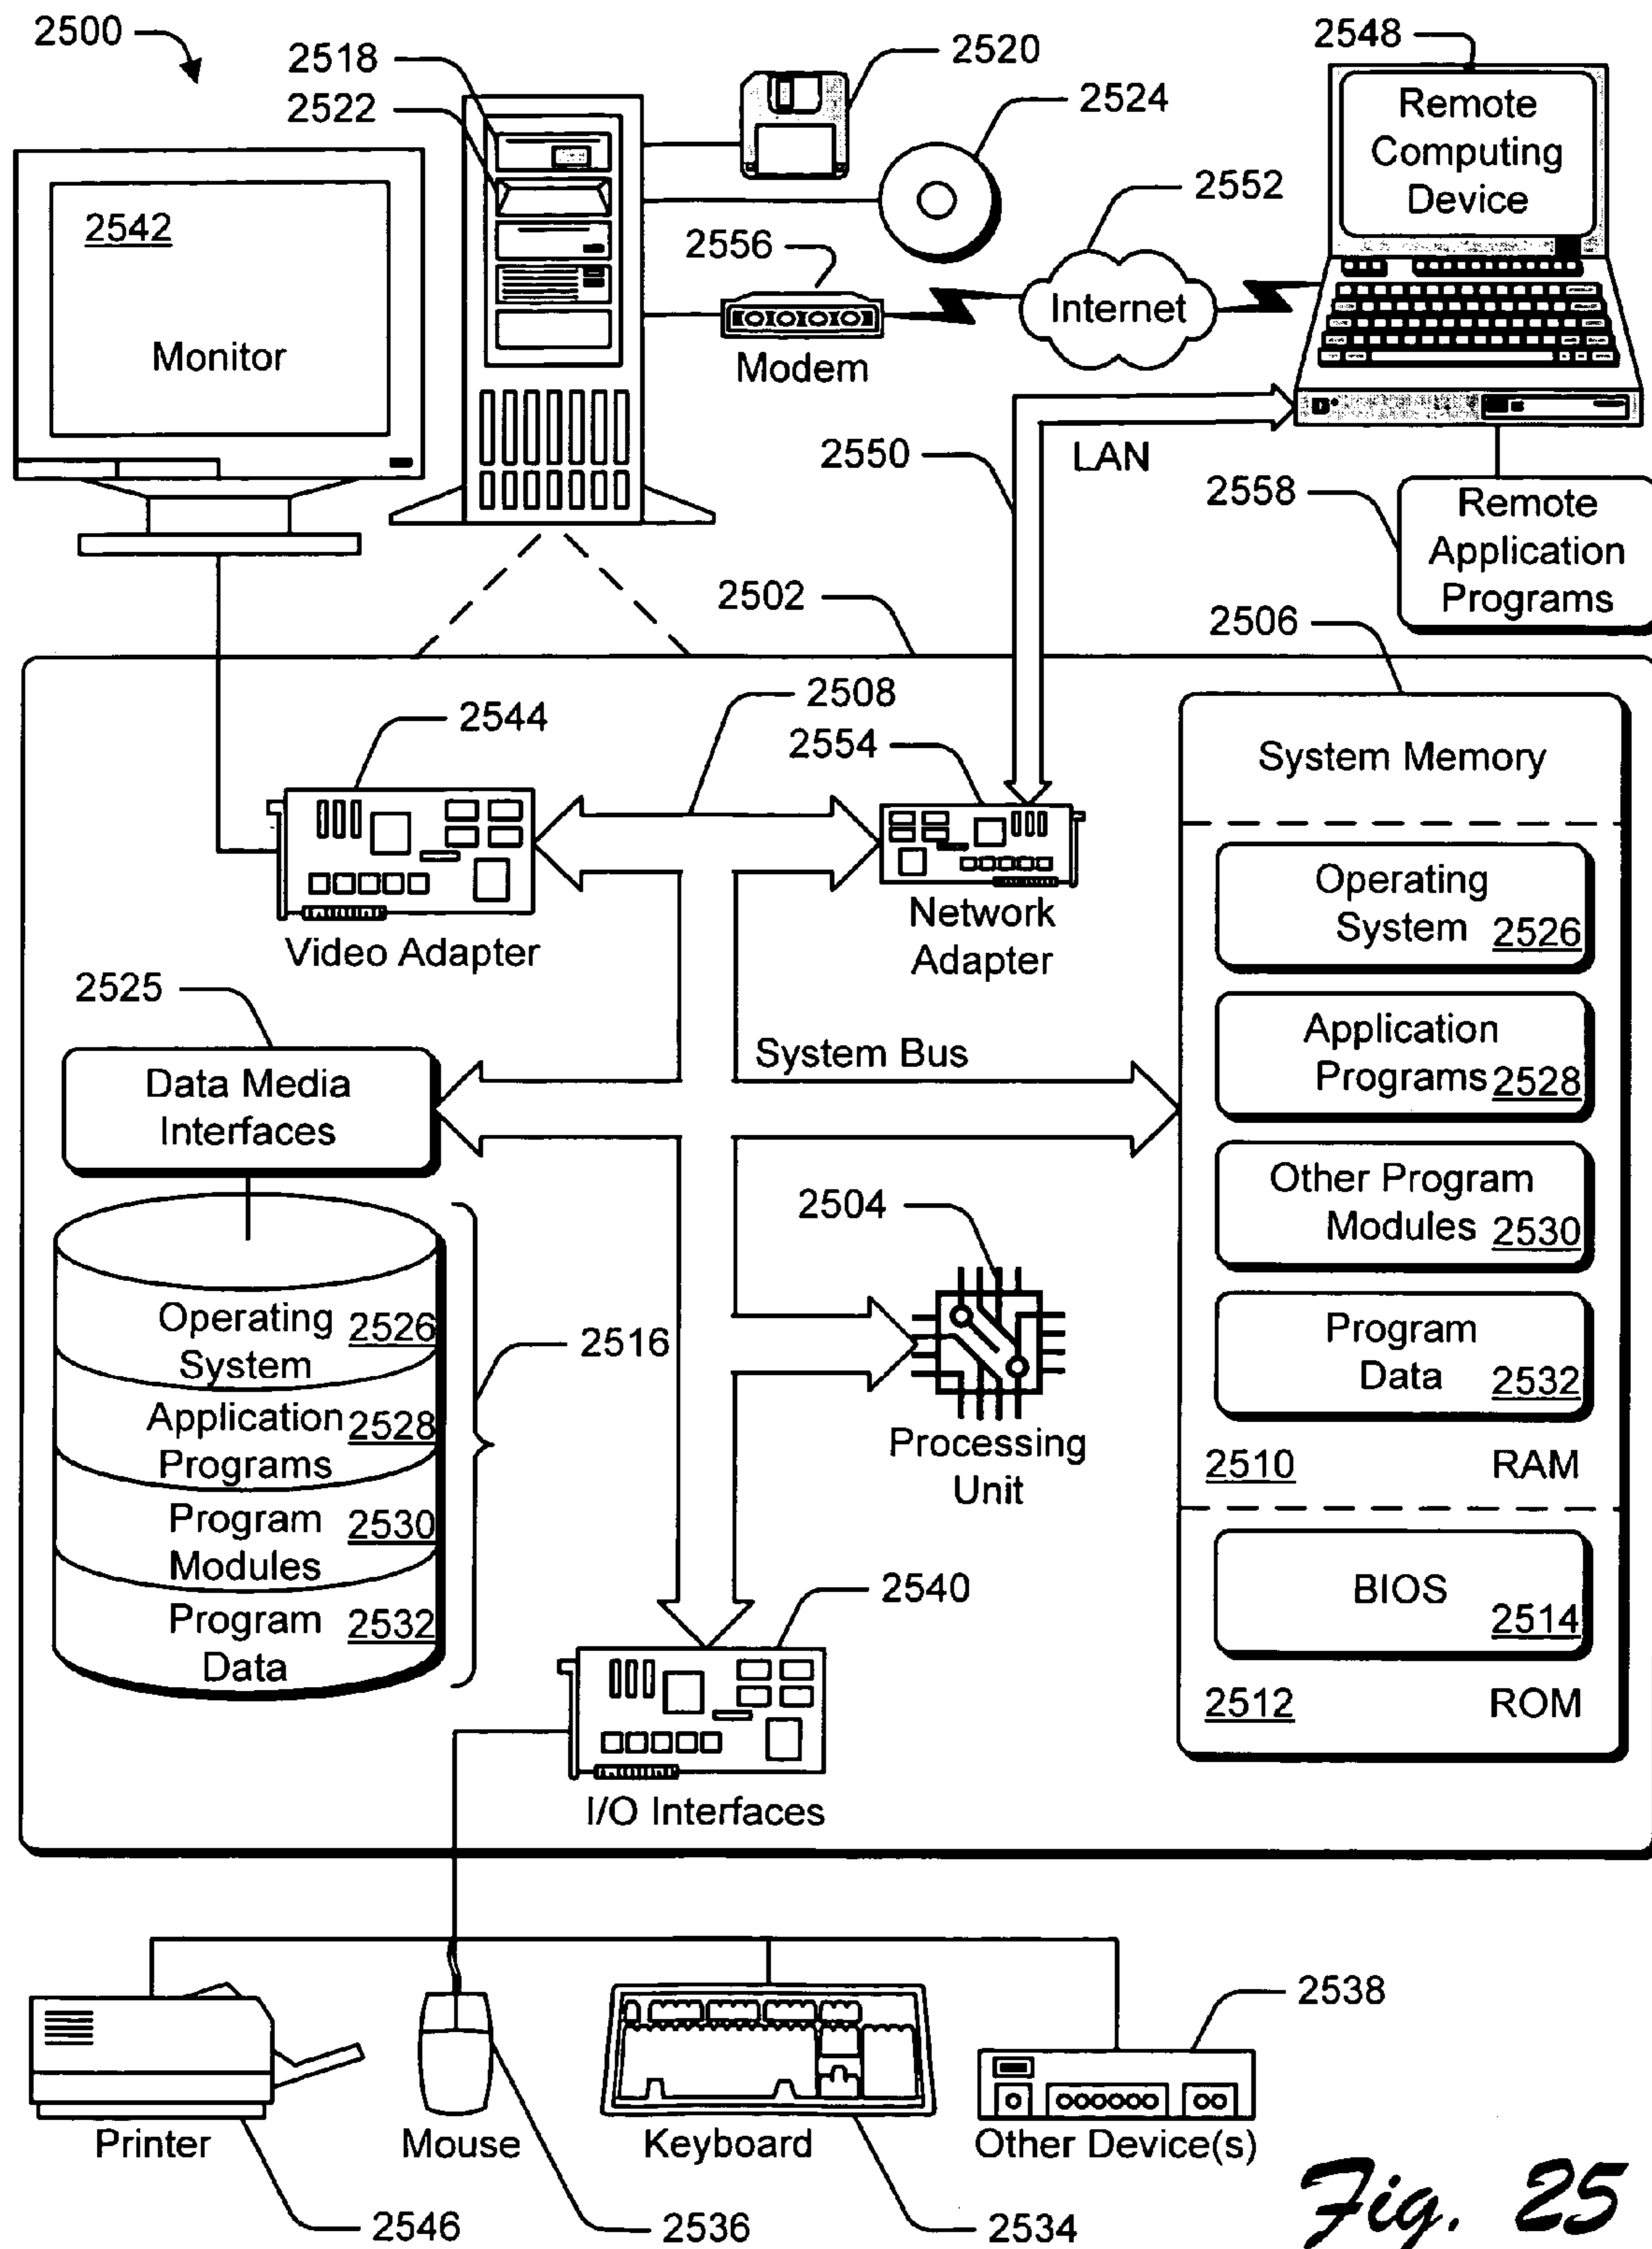 2500
2518
2522
2520
2524
2548
Remote
Computing
Device
2542
Monitor
2556
Modem
2552
Internet
2550
LAN
2558
Remote
Application
Programs
2502
2506
2508
2544
2554
Video Adapter
Network
Adapter
System Memory
Operating
System 2526
Application
Programs 2528
Other Program
Modules 2530
Program
Data 2532
2510 RAM
BIOS
2514
2512 ROM
2525
Data Media
Interfaces
System Bus
2504
Processing
Unit
Operating 2526
System
Application 2528
Programs
Program 2530
Modules
Program 2532
Data
2516
2540
I/O Interfaces
2538
Printer
Mouse
Keyboard
Other Device(s)
2546
2536
2534
Fig. 25